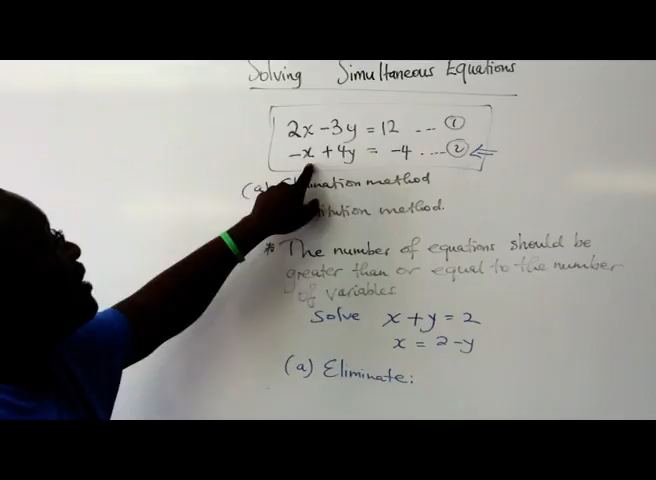 Solving Simultaneous Equations
2x - 3y = 12 --- ①
-x + 4y = -4 .... ② ⇐
(a) Elimination method
method.
* The number of equations should be
greater than or equal to the number
of variables
Solve x + y = 2
x = 2 - y
(a) Eliminate: